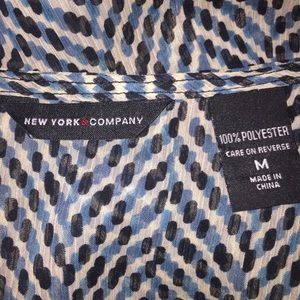 NEW YORK & COMPANY
100% POLYESTER
CARE ON REVERSE
M
MADE IN
CHINA